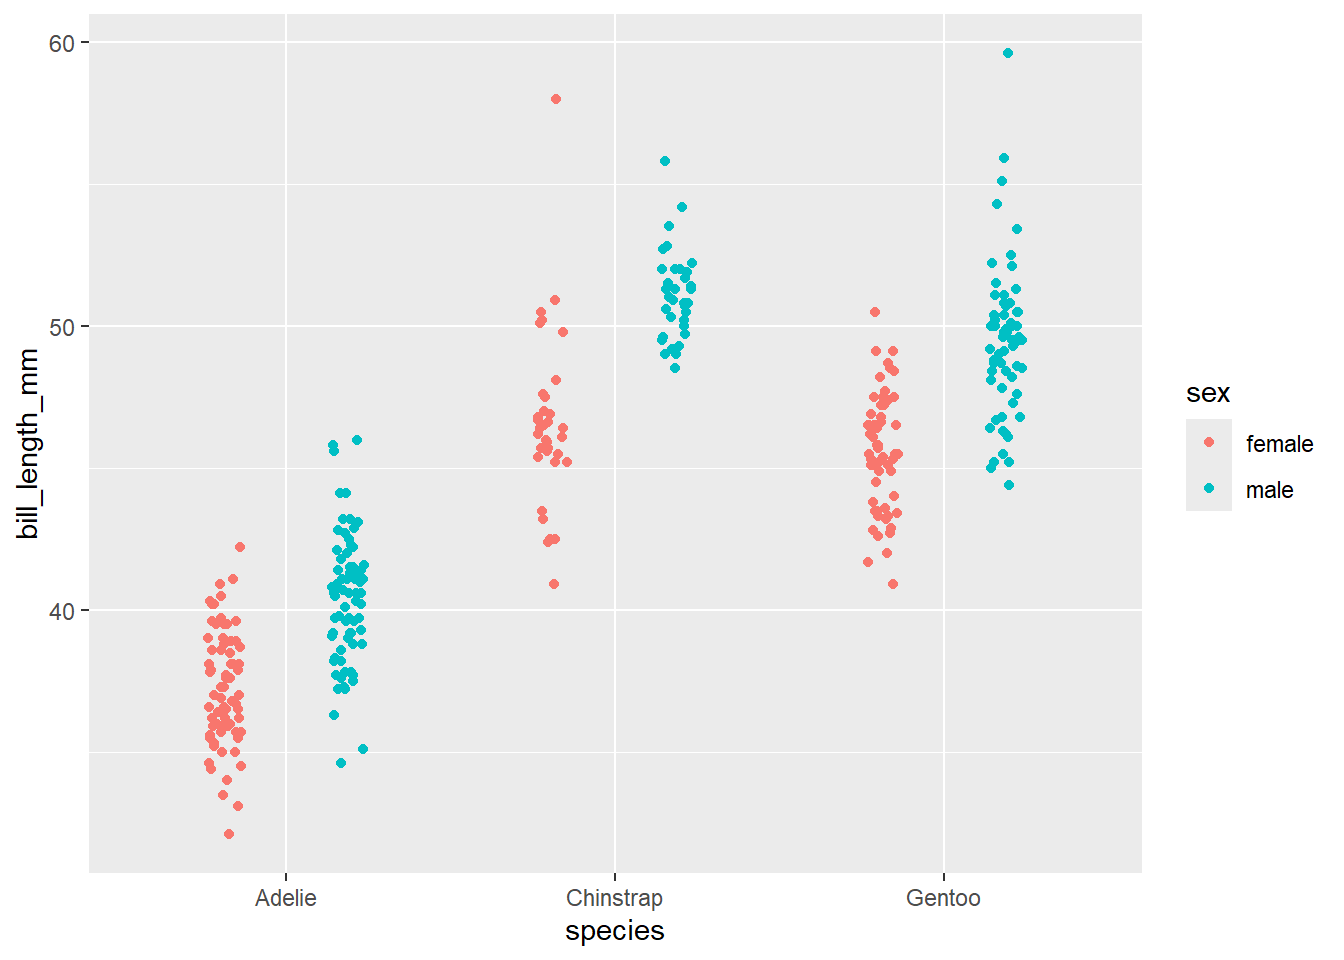 60
50
40
bill_length_mm
Adelie
Chinstrap
Gentoo
species
sex
female
male